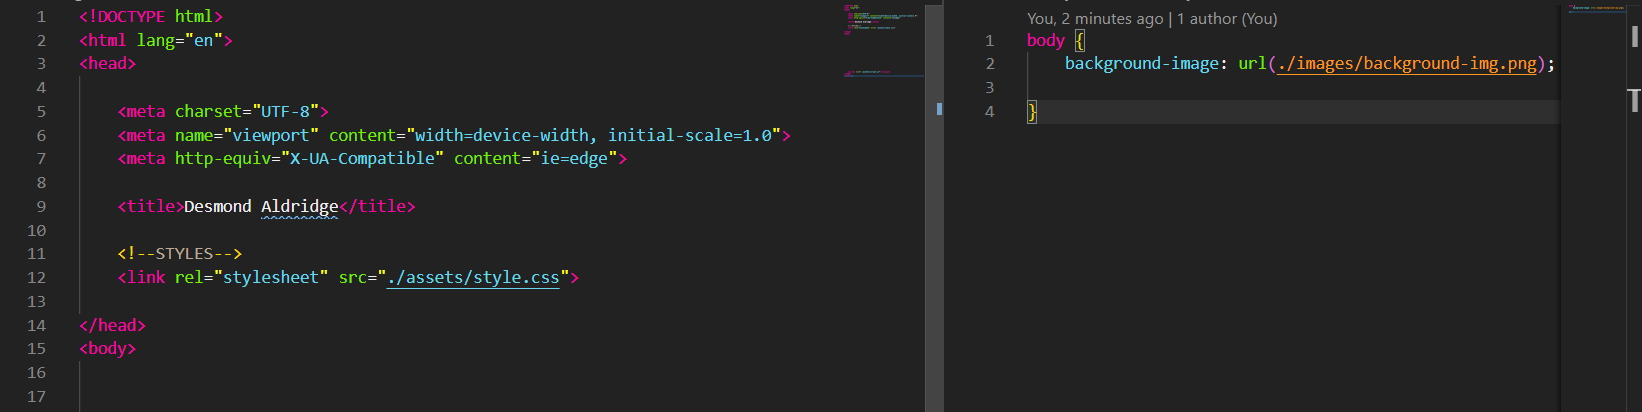 1 <!DOCTYPE html>
2 <html lang="en">
3 <head>
4
5 <meta charset="UTF-8">
6 <meta name="viewport" content="width=device-width, initial-scale=1.0">
7 <meta http-equiv="X-UA-Compatible" content="ie=edge">
8
9 <title>Desmond Aldridge</title>
10
11 <!--STYLES-->
12 <link rel="stylesheet" src="./assets/style.css">
13
14 </head>
15 <body>
16
17
You, 2 minutes ago | 1 author (You)
1 body {
2 background-image: url(./images/background-img.png);
3
4 }